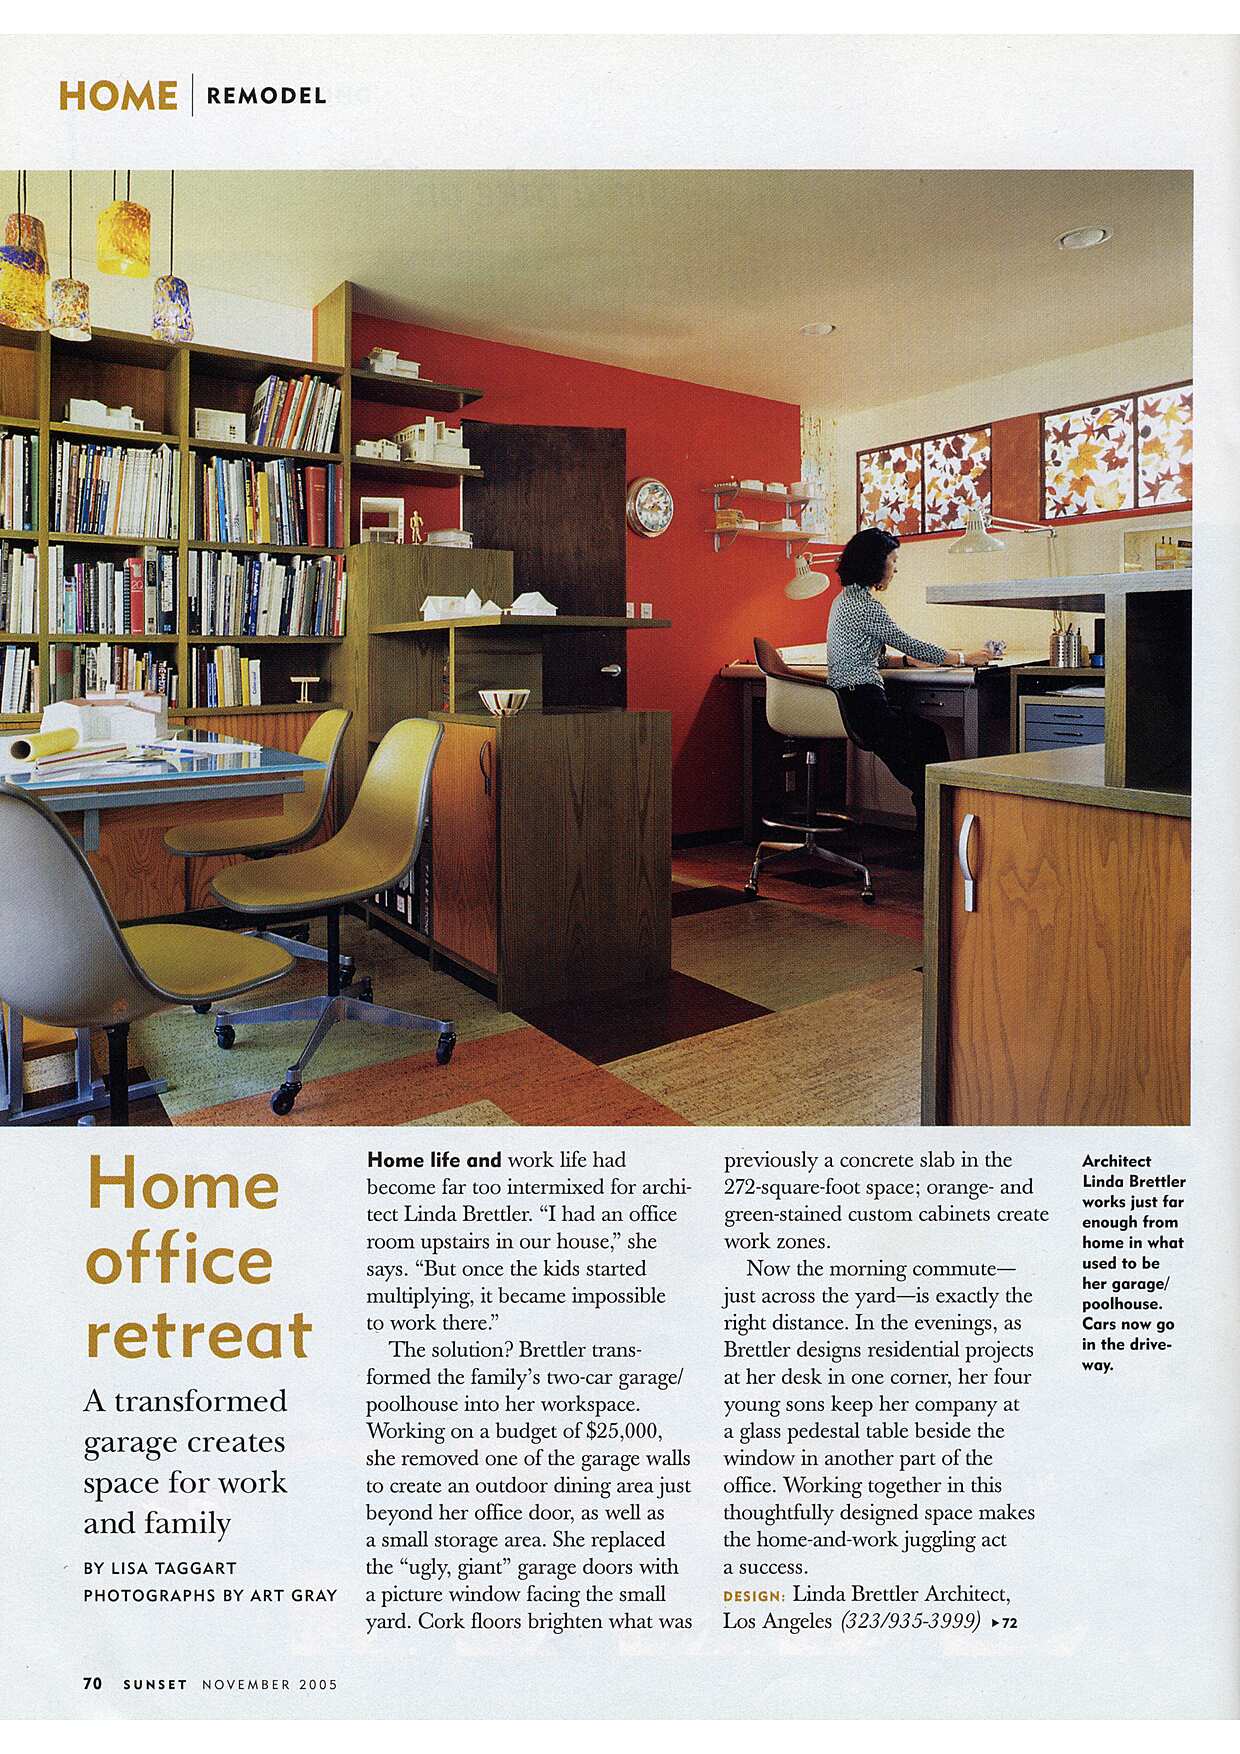 HOME | REMODEL
Home
office
retreat
A transformed
garage creates
space for work
and family
BY LISA TAGGART
PHOTOGRAPHS BY ART GRAY
Home life and work life had
become far too intermixed for archi-
tect Linda Brettler. “I had an office
room upstairs in our house,” she
says. “But once the kids started
multiplying, it became impossible
to work there.”
The solution? Brettler trans-
formed the family’s two-car garage/
poolhouse into her workspace.
Working on a budget of $25,000,
she removed one of the garage walls
to create an outdoor dining area just
beyond her office door, as well as
a small storage area. She replaced
the “ugly, giant” garage doors with
a picture window facing the small
yard. Cork floors brighten what was
previously a concrete slab in the
272-square-foot space; orange- and
green-stained custom cabinets create
work zones.
Now the morning commute—
just across the yard—is exactly the
right distance. In the evenings, as
Brettler designs residential projects
at her desk in one corner, her four
young sons keep her company at
a glass pedestal table beside the
window in another part of the
office. Working together in this
thoughtfully designed space makes
the home-and-work juggling act
a success.
DESIGN: Linda Brettler Architect,
Los Angeles (323/935-3999) ▸72
Architect
Linda Brettler
works just far
enough from
home in what
used to be
her garage/
poolhouse.
Cars now go
in the drive-
way.
70 SUNSET NOVEMBER 2005